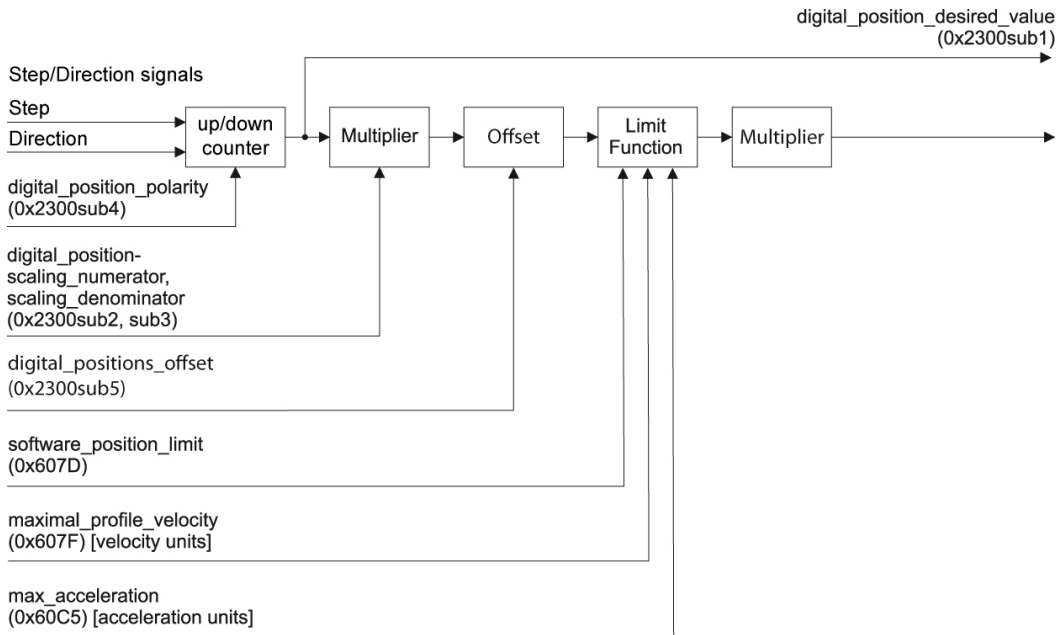 digital_position_desired_value
(0x2300sub1)
Step/Direction signals
Step
Direction
up/down
counter
Multiplier
Offset
Limit
Function
Multiplier
digital_position_polarity
(0x2300sub4)
digital_position-
scaling_numerator,
scaling_denominator
(0x2300sub2, sub3)
digital_positions_offset
(0x2300sub5)
software_position_limit
(0x607D)
maximal_profile_velocity
(0x607F) [velocity units]
max_acceleration
(0x60C5) [acceleration units]